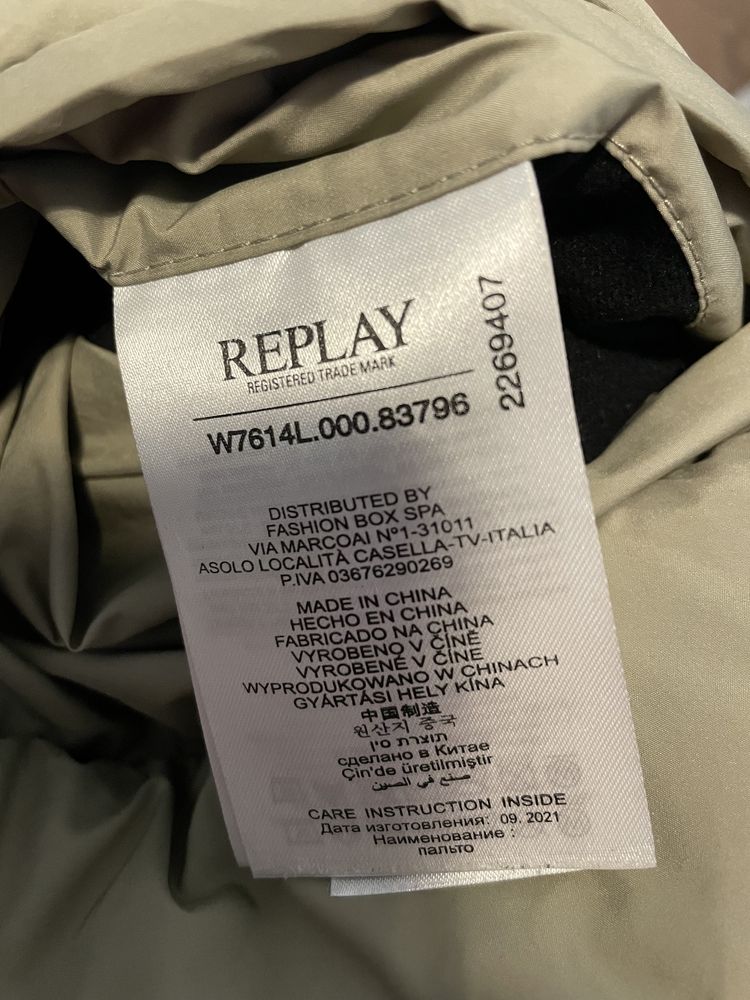 REPLAY
REGISTERED TRADE MARK
2269407
W7614L.000.83796
DISTRIBUTED BY
FASHION BOX SPA
VIA MARCOAI Nº1-31011
ASOLO LOCALITÀ CASELLA-TV-ITALIA
P.IVA 03676290269
MADE IN CHINA
HECHO EN CHINA
FABRICADO NA CHINA
VYROBENO V ČÍNĚ
VYROBENÉ V ČÍNE
WYPRODUKOWANO W CHINACH
GYÁRTÁSI HELY KÍNA
中国制造
원산지 중국
תוצרת סין
сделано в Китае
Çin'de üretilmiştir
صنع في الصين
CARE INSTRUCTION INSIDE
Дата изготовления: 09. 2021
Наименование :
пальто